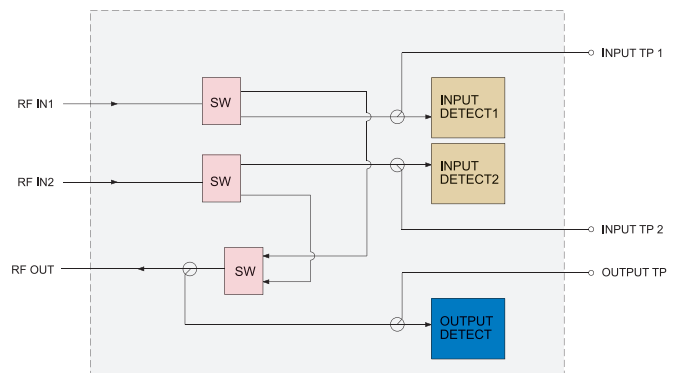 INPUT TP 1
RF IN1
SW
INPUT
DETECT1
RF IN2
SW
INPUT
DETECT2
INPUT TP 2
RF OUT
SW
OUTPUT TP
OUTPUT
DETECT